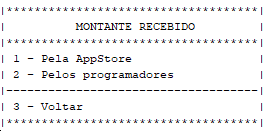 |**************************************|
|          MONTANTE RECEBIDO           |
|**************************************|
| 1 - Pela AppStore                    |
| 2 - Pelos programadores              |
|--------------------------------------|
| 3 - Voltar                           |
|**************************************|